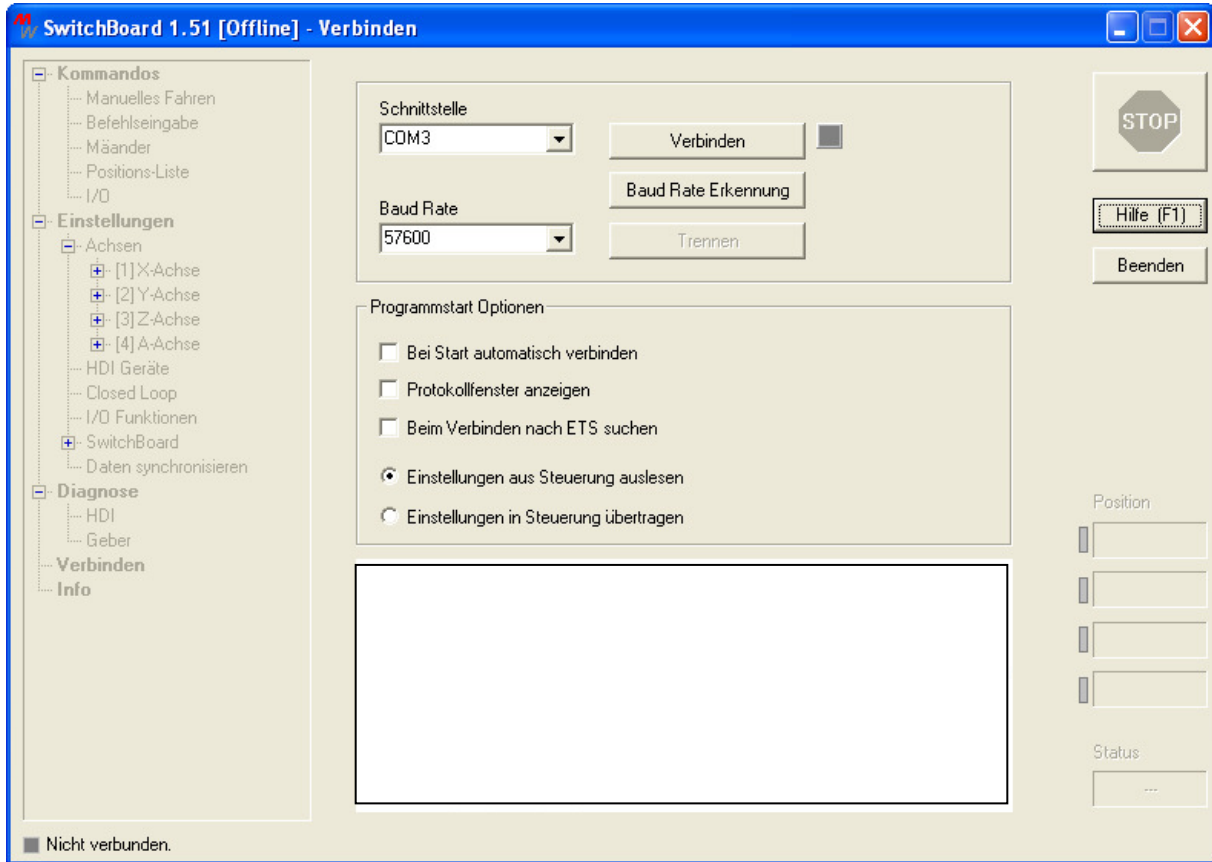 SwitchBoard 1.51 [Offline] - Verbinden
Kommandos
Manuelles Fahren
Befehlseingabe
Mäander
Positions-Liste
I/O
Einstellungen
Achsen
[1] X-Achse
[2] Y-Achse
[3] Z-Achse
[4] A-Achse
HDI Geräte
Closed Loop
I/O Funktionen
SwitchBoard
Daten synchronisieren
Diagnose
HDI
Geber
Verbinden
Info
Schnittstelle
COM3
Verbinden
Baud Rate Erkennung
Baud Rate
57600
Trennen
Programmstart Optionen
Bei Start automatisch verbinden
Protokollfenster anzeigen
Beim Verbinden nach ETS suchen
Einstellungen aus Steuerung auslesen
Einstellungen in Steuerung übertragen
STOP
Hilfe (F1)
Beenden
Position
Status
---
Nicht verbunden.